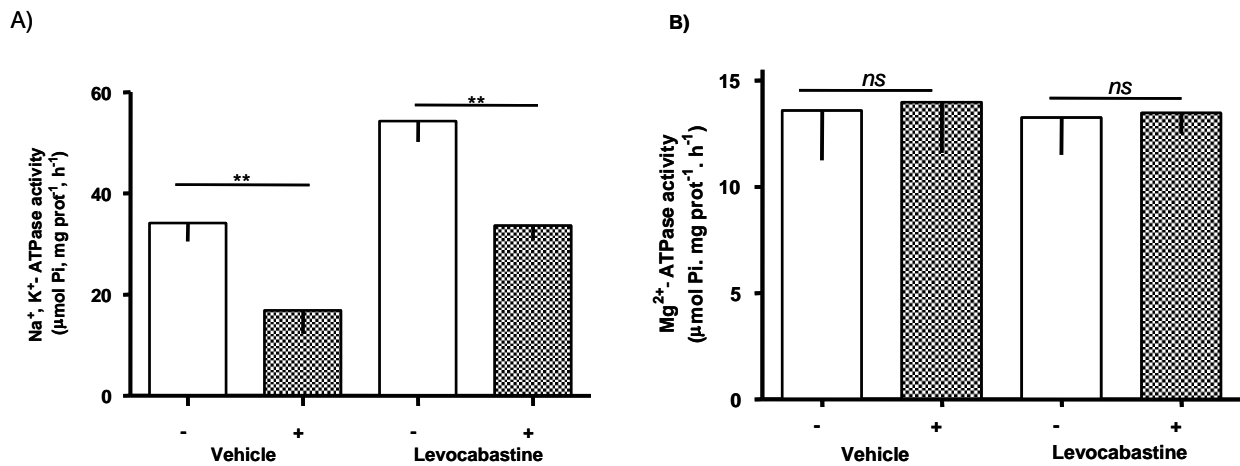 A)
Na⁺, K⁺- ATPase activity
(μmol Pi, mg prot⁻¹, h⁻¹)
60
40
20
0
**
**
-
+
-
+
Vehicle
Levocabastine
B)
Mg²⁺- ATPase activity
(μmol Pi. mg prot⁻¹. h⁻¹)
15
10
5
0
ns
ns
-
+
-
+
Vehicle
Levocabastine